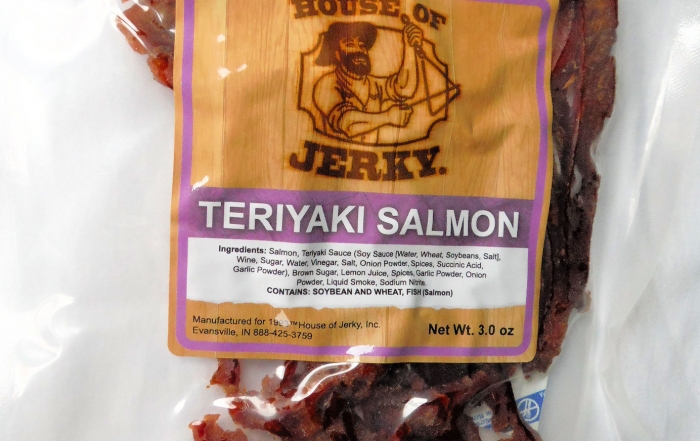 HOUSE OF
JERKY.
TERIYAKI SALMON
Ingredients: Salmon, Teriyaki Sauce (Soy Sauce [Water, Wheat, Soybeans, Salt],
Wine, Sugar, Water, Vinegar, Salt, Onion Powder, Spices, Succinic Acid,
Garlic Powder), Brown Sugar, Lemon Juice, Spices, Garlic Powder, Onion
Powder, Liquid Smoke, Sodium Nitrite.
CONTAINS: SOYBEAN AND WHEAT, FISH (Salmon)
Manufactured for House of Jerky, Inc.
Evansville, IN 888-425-3759
Net Wt. 3.0 oz